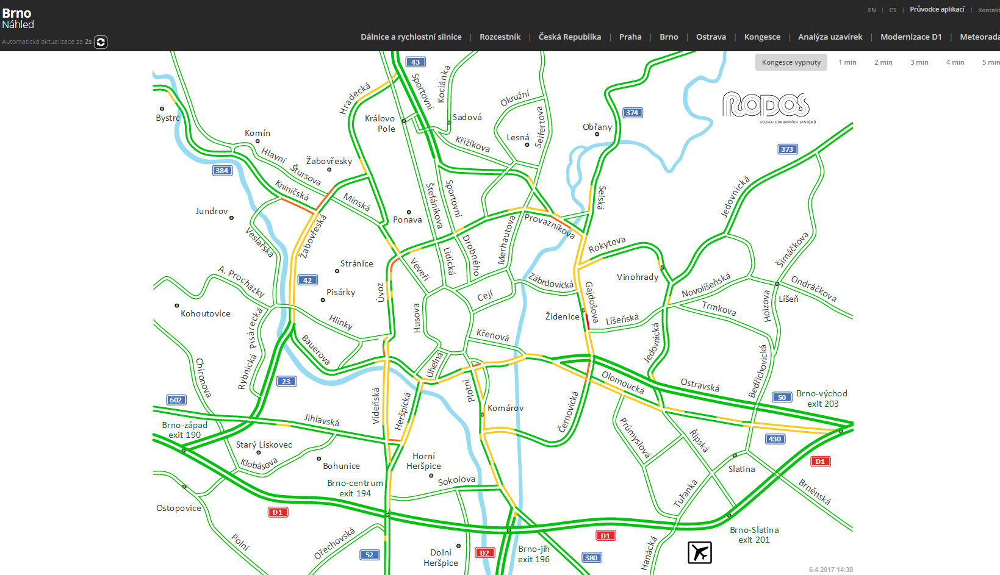 Brno
Náhled
Automatická aktualizace za 2s
EN | CS | Průvodce aplikací | Kontakt
Dálnice a rychlostní silnice | Rozcestník | Česká Republika | Praha | Brno | Ostrava | Kongesce | Analýza uzavírek | Modernizace D1 | Meteorada
Kongesce vypnuty 1 min 2 min 3 min 4 min 5 min
43
Sportovní
Kociánka
Hradecká
Okružní
RODOS
ROZVOJ DOPRAVNÍCH SYSTÉMŮ
Bystrc
Královo
Pole
Sadová
Seifertova
374
Obřany
Komín
Lesná
Křižíkova
373
Hlavní
Žabovřesky
384
Štursova
Kníničská
Minská
Štefánikova
Sportovní
Selská
Jedovnická
Jundrov
Ponava
Provazníkova
Žabovřeská
Veslařská
Merhautova
Drobného
Lidická
Rokytova
Šimáčkova
Stránice
Veveří
A. Procházky
42
Vinohrady
Zábrdovická
Novolíšeňská
Ondráčkova
Pisárky
Úvoz
Cejl
Gajdošova
Líšeň
Kohoutovice
Husova
Židenice
Líšeňská
Trmkova
Holzova
Pisárecká
Hlinky
Křenová
Jedovnická
Bauerova
Uhelná
Rybnická
Chironova
Bedřichovická
23
Olomoucká
Ostravská
Plotní
602
Vídeňská
Heršpická
50
Brno-východ
exit 203
Komárov
Černovická
Jihlavská
Brno-západ
exit 190
Průmyslová
Řipská
430
Starý Lískovec
Klobásova
Bohunice
Horní
Heršpice
D1
Slatina
Brno-centrum
exit 194
Sokolova
Tuřanka
Brněnská
Ostopovice
D1
Brno-Slatina
exit 201
D1
Polní
Ořechovská
52
Dolní
Heršpice
D2
Brno-jih
exit 196
380
Hanácká
6.4.2017 14:38